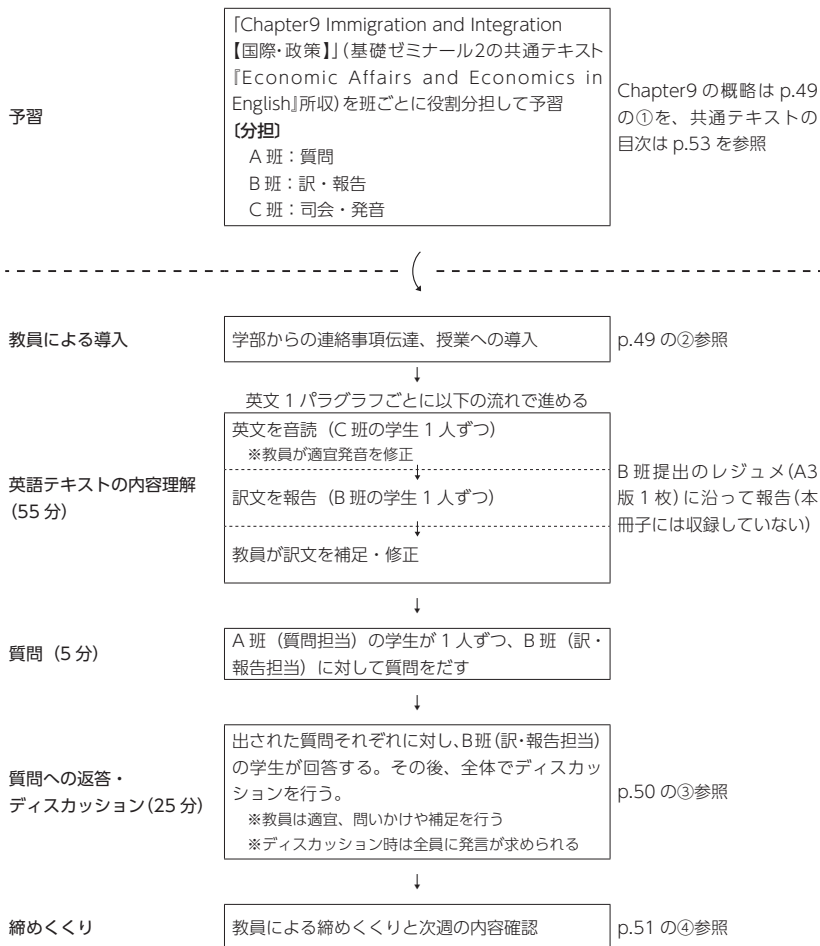 「Chapter9 Immigration and Integration
【国際・政策】」(基礎ゼミナール2の共通テキスト
『Economic Affairs and Economics in
English』所収)を班ごとに役割分担して予習
〔分担〕
A 班：質問
B 班：訳・報告
C 班：司会・発音
予習
Chapter9 の概略は p.49
の①を、共通テキストの
目次は p.53 を参照
教員による導入
学部からの連絡事項伝達、授業への導入
p.49 の②参照
↓
英文 1 パラグラフごとに以下の流れで進める
英語テキストの内容理解
(55 分)
英文を音読（C 班の学生 1 人ずつ）
※教員が適宜発音を修正
↓
訳文を報告（B 班の学生 1 人ずつ）
↓
教員が訳文を補足・修正
B 班提出のレジュメ(A3
版 1 枚)に沿って報告(本
冊子には収録していない)
↓
質問（5 分）
A 班（質問担当）の学生が 1 人ずつ、B 班（訳・
報告担当）に対して質問をだす
↓
質問への返答・
ディスカッション(25 分)
出された質問それぞれに対し、B班(訳・報告担当)
の学生が回答する。その後、全体でディスカッ
ションを行う。
※教員は適宜、問いかけや補足を行う
※ディスカッション時は全員に発言が求められる
p.50 の③参照
↓
締めくくり
教員による締めくくりと次週の内容確認
p.51 の④参照